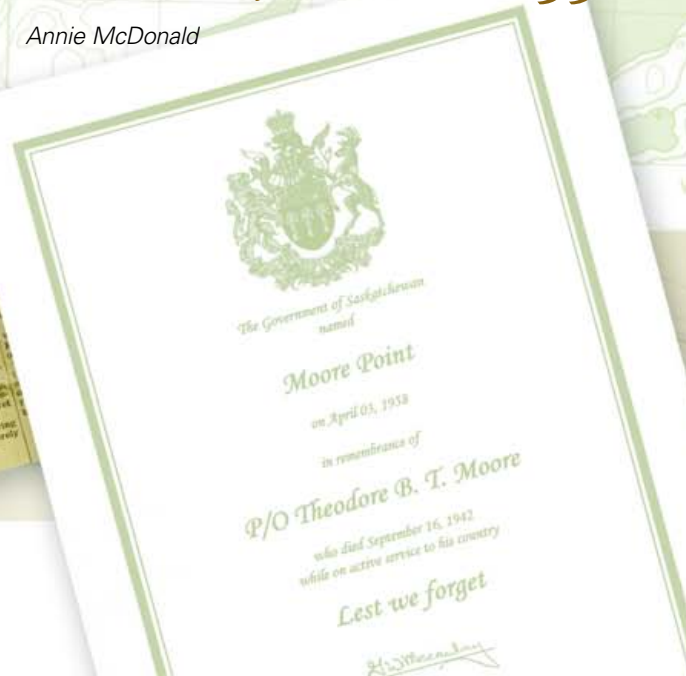 Annie McDonald
The Government of Saskatchewan
named
Moore Point
on April 03, 1958
in remembrance of
P/O Theodore B. T. Moore
who died September 16, 1942
while on active service to his country
Lest we forget